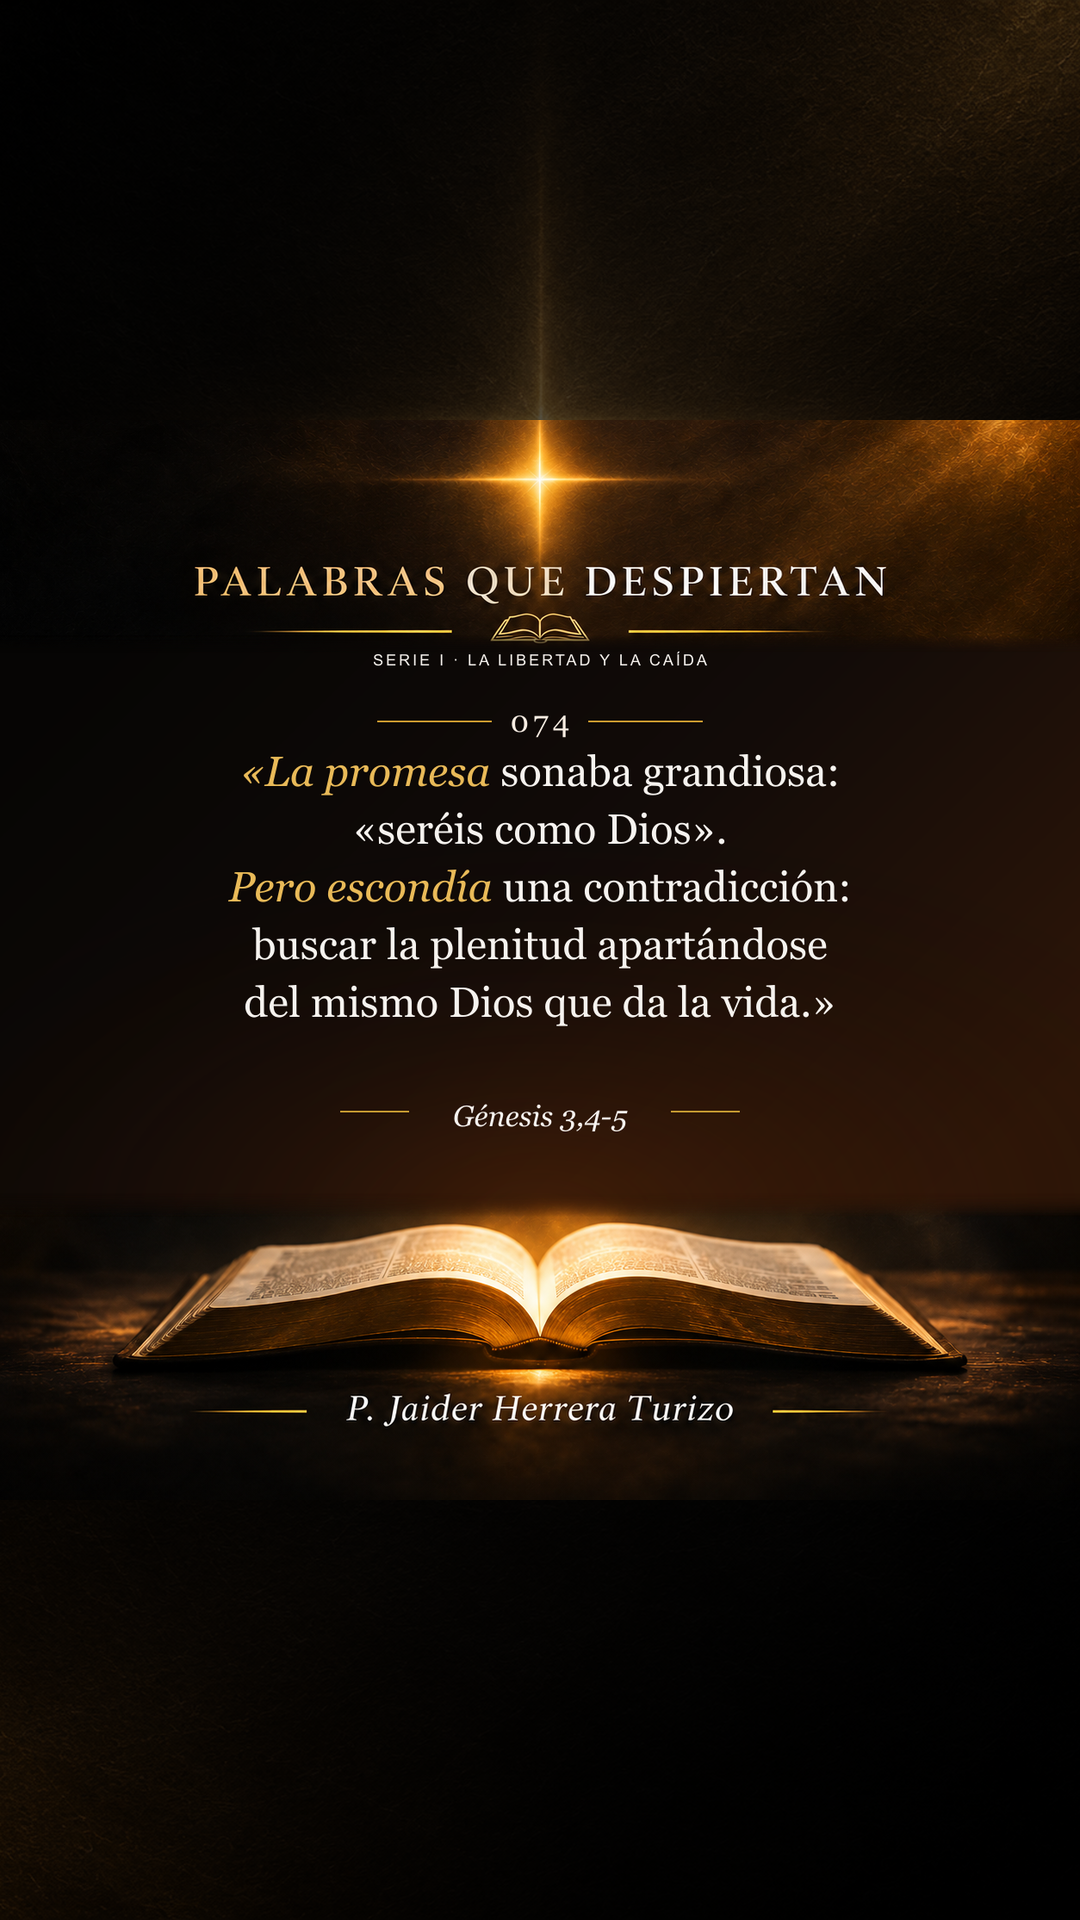 PALABRAS QUE DESPIERTAN
SERIE I · LA LIBERTAD Y LA CAÍDA
074
«La promesa sonaba grandiosa:
«seréis como Dios».
Pero escondía una contradicción:
buscar la plenitud apartándose
del mismo Dios que da la vida.»
Génesis 3,4-5
P. Jaider Herrera Turizo